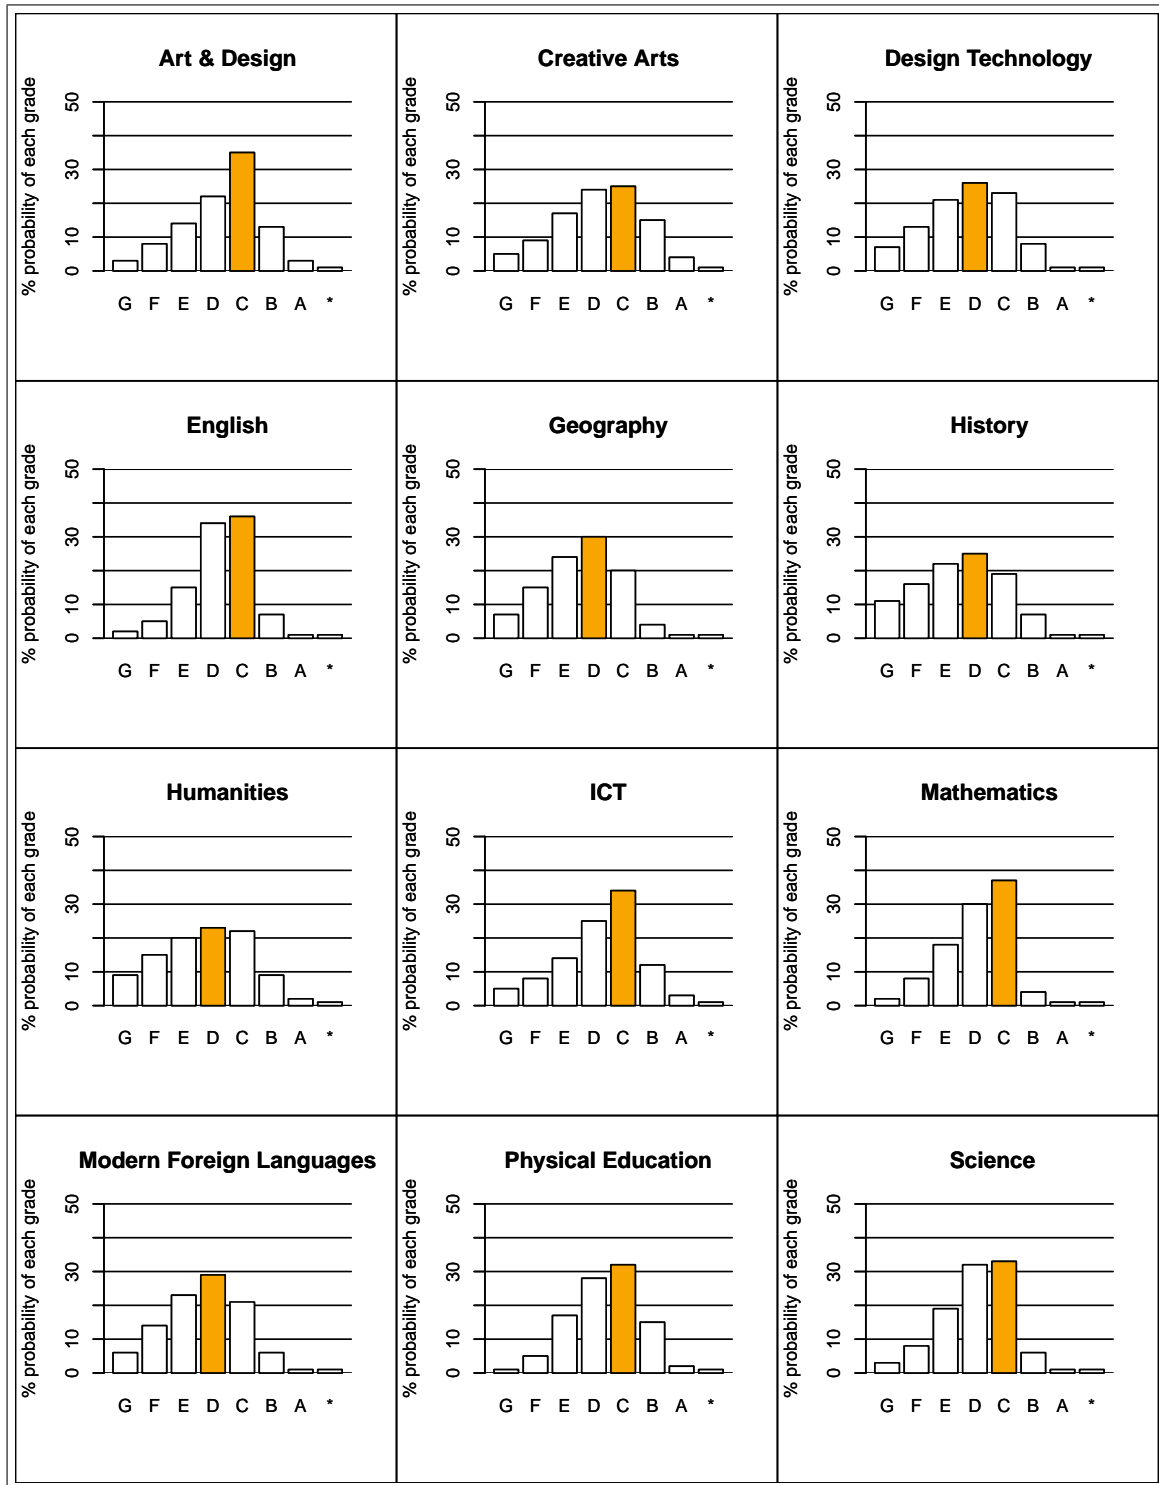 Art & Design
% probability of each grade
50
30
10
0
G F E D C B A *
Creative Arts
% probability of each grade
50
30
10
0
G F E D C B A *
Design Technology
% probability of each grade
50
30
10
0
G F E D C B A *
English
% probability of each grade
50
30
10
0
G F E D C B A *
Geography
% probability of each grade
50
30
10
0
G F E D C B A *
History
% probability of each grade
50
30
10
0
G F E D C B A *
Humanities
% probability of each grade
50
30
10
0
G F E D C B A *
ICT
% probability of each grade
50
30
10
0
G F E D C B A *
Mathematics
% probability of each grade
50
30
10
0
G F E D C B A *
Modern Foreign Languages
% probability of each grade
50
30
10
0
G F E D C B A *
Physical Education
% probability of each grade
50
30
10
0
G F E D C B A *
Science
% probability of each grade
50
30
10
0
G F E D C B A *